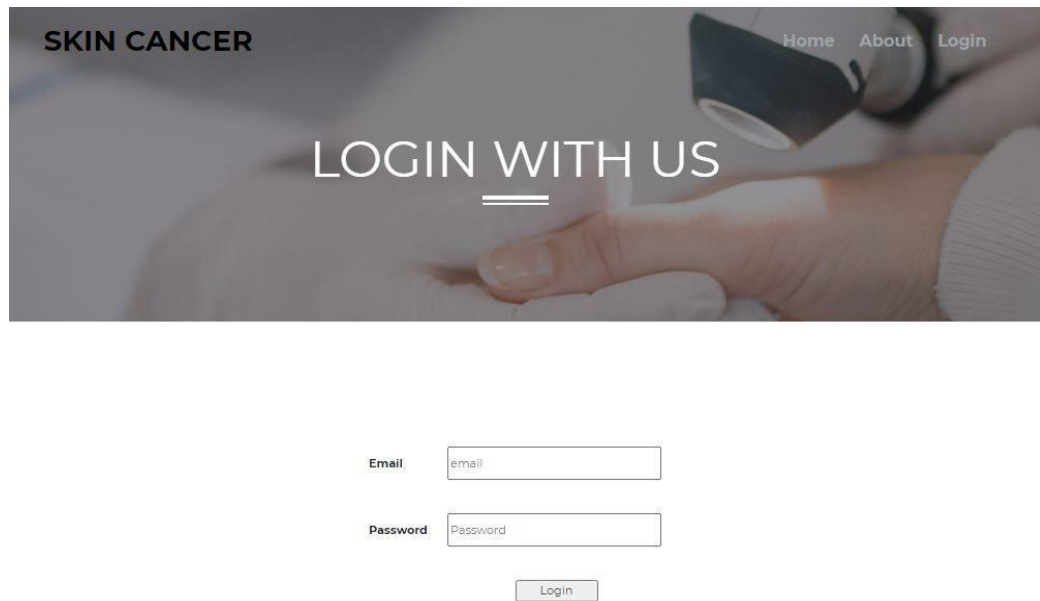 SKIN CANCER
Home About Login
LOGIN WITH US
Email email
Password Password
Login